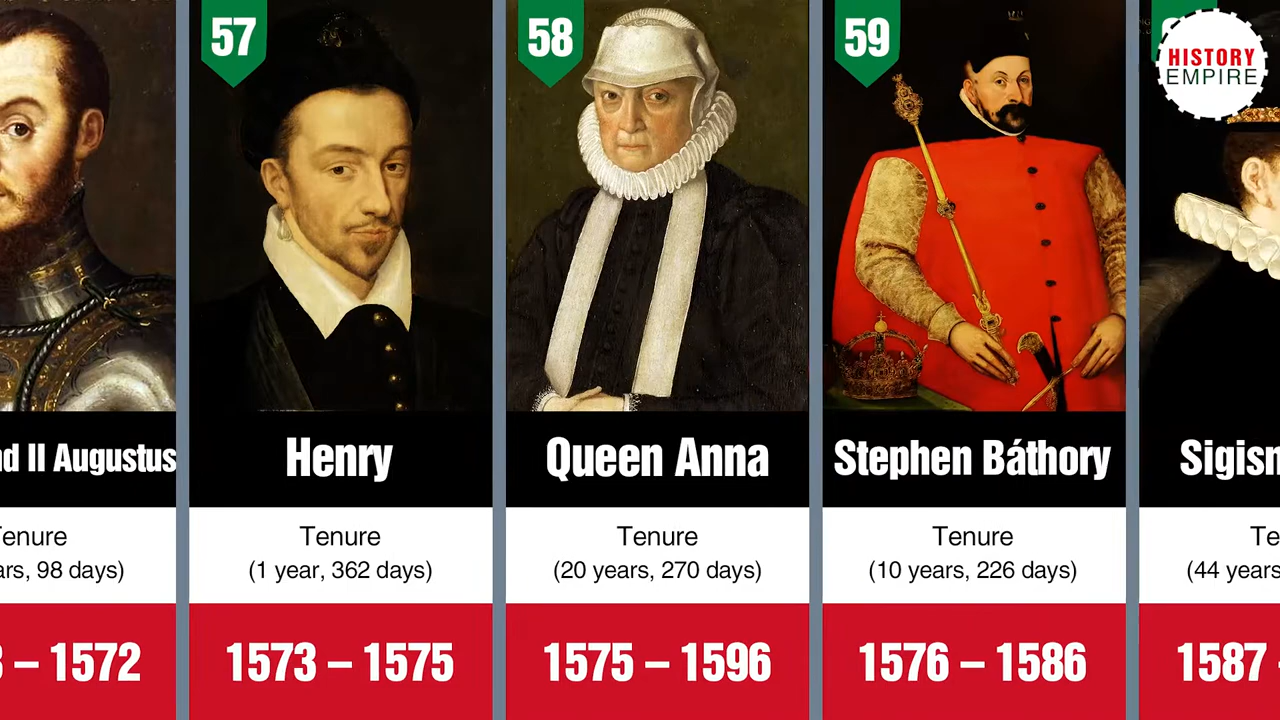 57
58
59
HISTORY
EMPIRE
nd II Augustus
Henry
Queen Anna
Stephen Báthory
Sigism
Tenure
ars, 98 days)
Tenure
(1 year, 362 days)
Tenure
(20 years, 270 days)
Tenure
(10 years, 226 days)
Te
(44 years
– 1572
1573 – 1575
1575 – 1596
1576 – 1586
1587 -